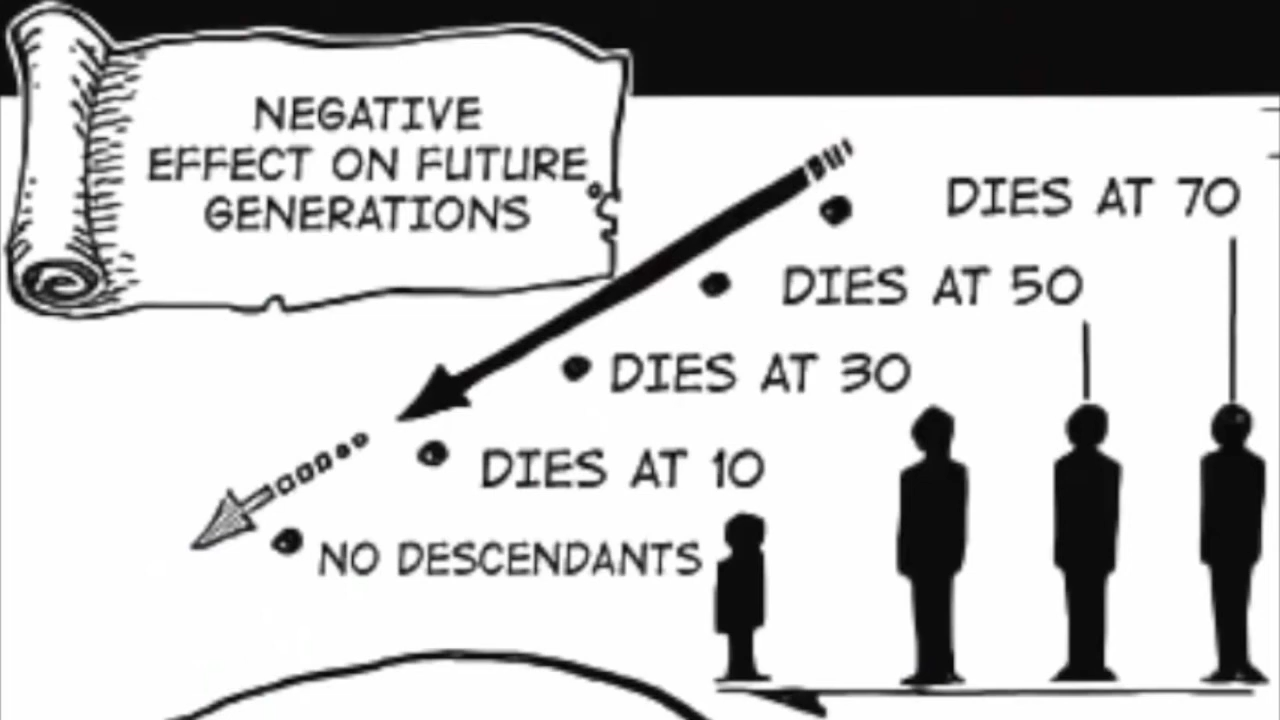 NEGATIVE
EFFECT ON FUTURE
GENERATIONS
DIES AT 70
DIES AT 50
DIES AT 30
DIES AT 10
NO DESCENDANTS